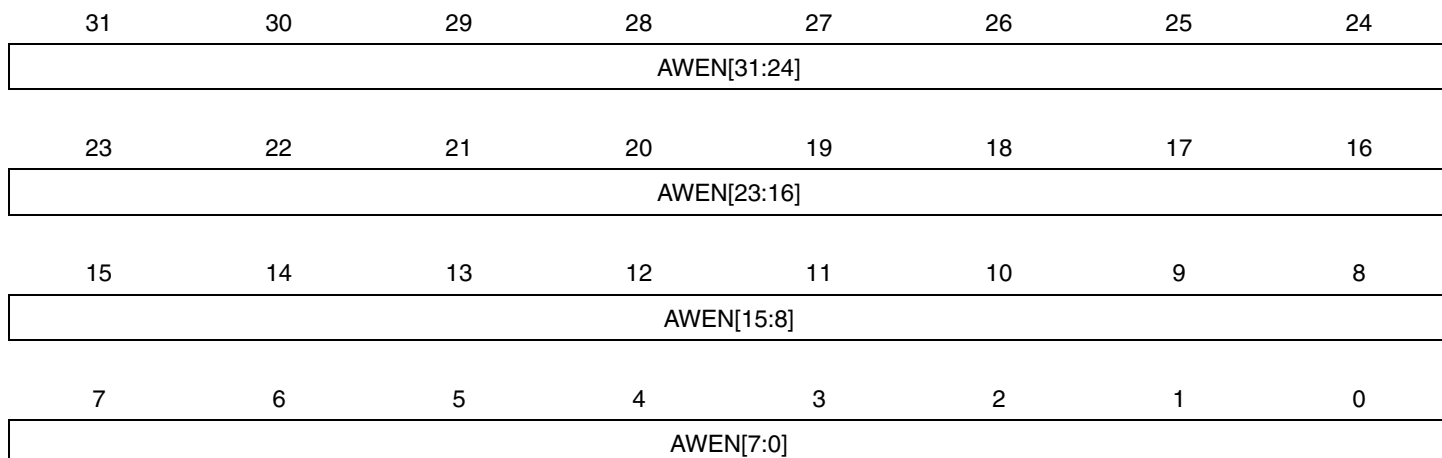 31 30 29 28 27 26 25 24
AWEN[31:24]
23 22 21 20 19 18 17 16
AWEN[23:16]
15 14 13 12 11 10 9 8
AWEN[15:8]
7 6 5 4 3 2 1 0
AWEN[7:0]